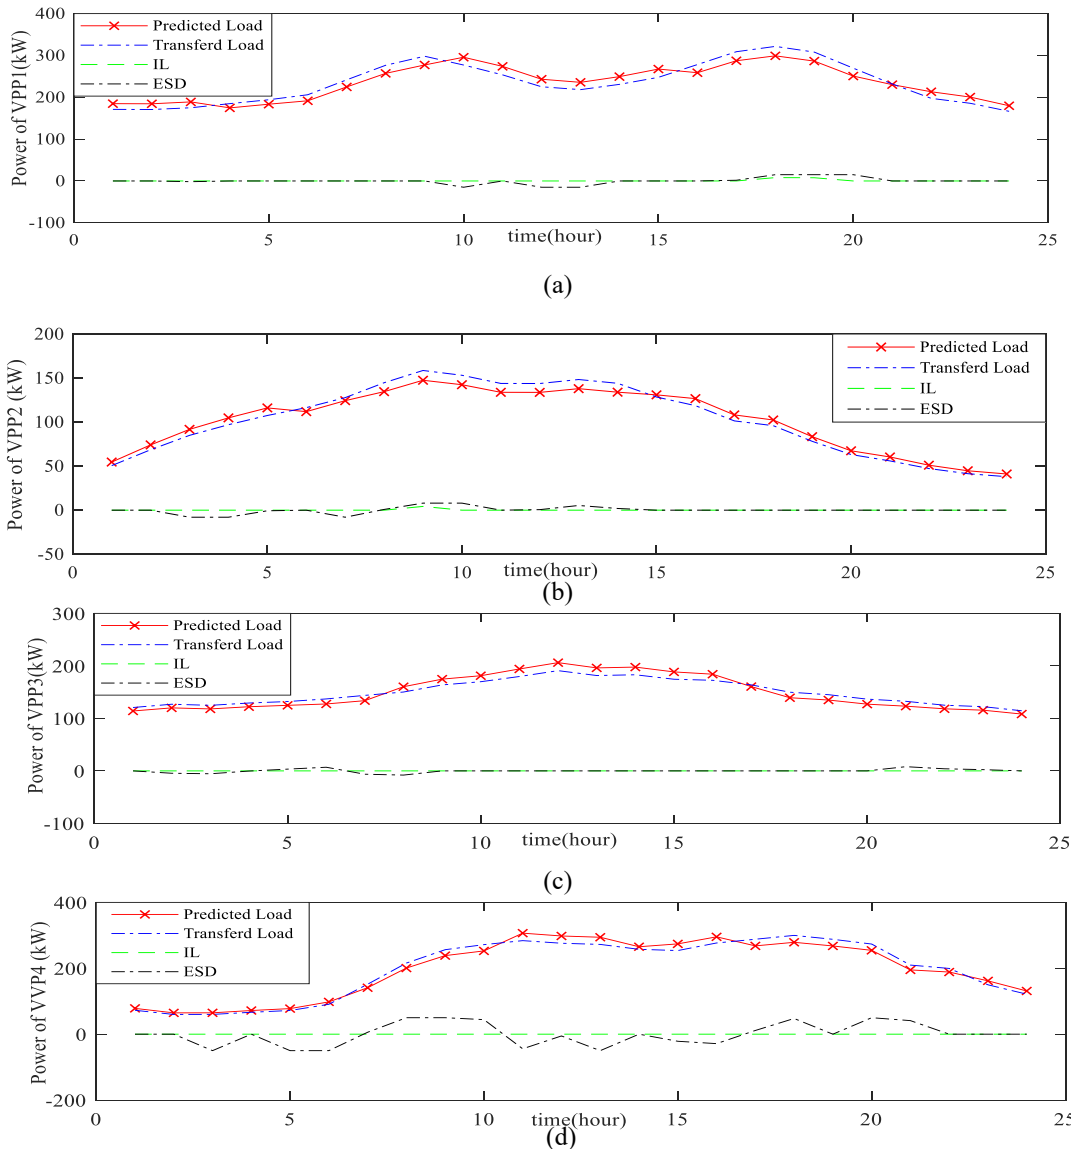 400
300
200
100
0
-100
Power of VPP1(kW)
Predicted Load
Transferd Load
IL
ESD
0 5 10 15 20 25
time(hour)
(a)
200
150
100
50
0
-50
Power of VPP2 (kW)
Predicted Load
Transferd Load
IL
ESD
0 5 10 15 20 25
time(hour)
(b)
300
200
100
0
-100
Power of VPP3(kW)
Predicted Load
Transferd Load
IL
ESD
0 5 10 15 20 25
time(hour)
(c)
400
200
0
-200
Power of VVP4 (kW)
Predicted Load
Transferd Load
IL
ESD
0 5 10 15 20 25
time(hour)
(d)